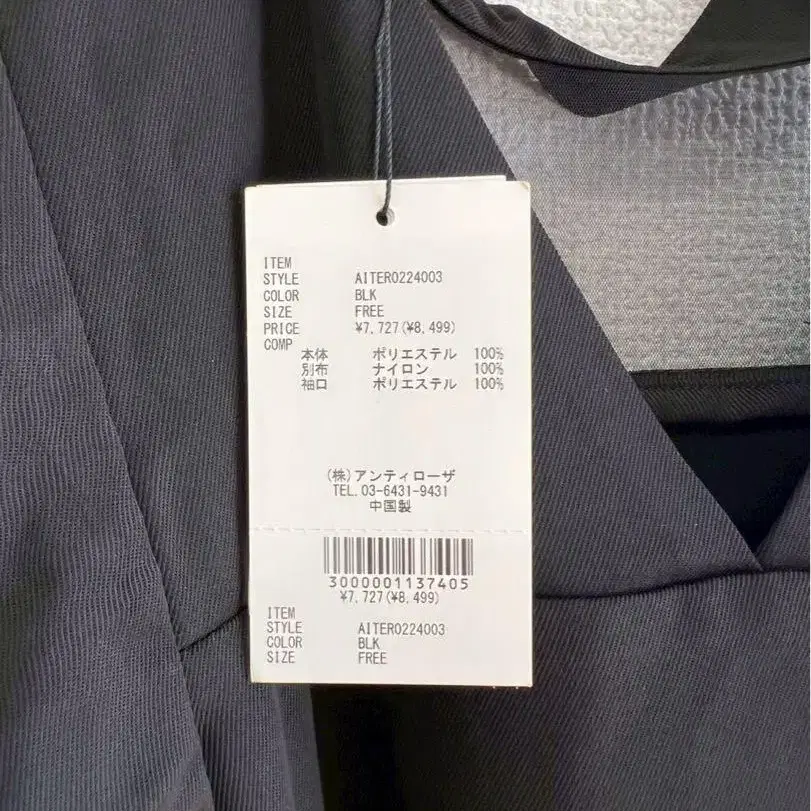 ITEM
STYLE AITER0224003
COLOR BLK
SIZE FREE
PRICE ¥7,727(¥8,499)
COMP
本体 ポリエステル 100%
別布 ナイロン 100%
袖口 ポリエステル 100%
(株)アンティローザ
TEL.03-6431-9431
中国製
3000001137405
¥7,727(¥8,499)
ITEM
STYLE AITER0224003
COLOR BLK
SIZE FREE